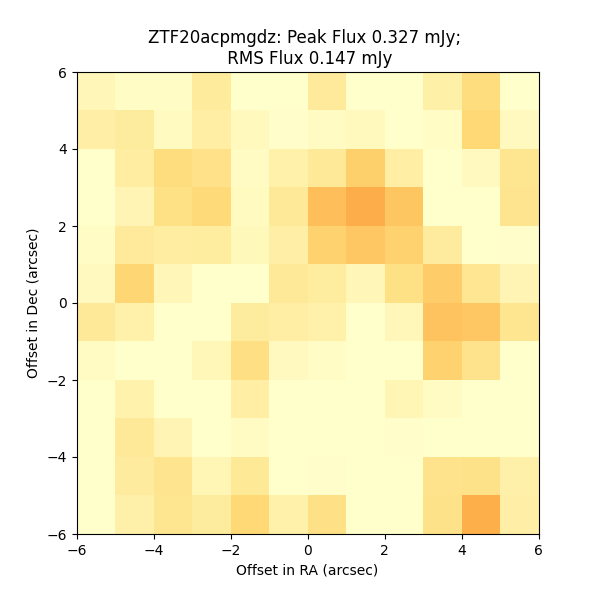 ZTF20acpmgdz: Peak Flux 0.327 mJy;
RMS Flux 0.147 mJy
6
4
2
0
−2
−4
−6
Offset in Dec (arcsec)
−6 −4 −2 0 2 4 6
Offset in RA (arcsec)